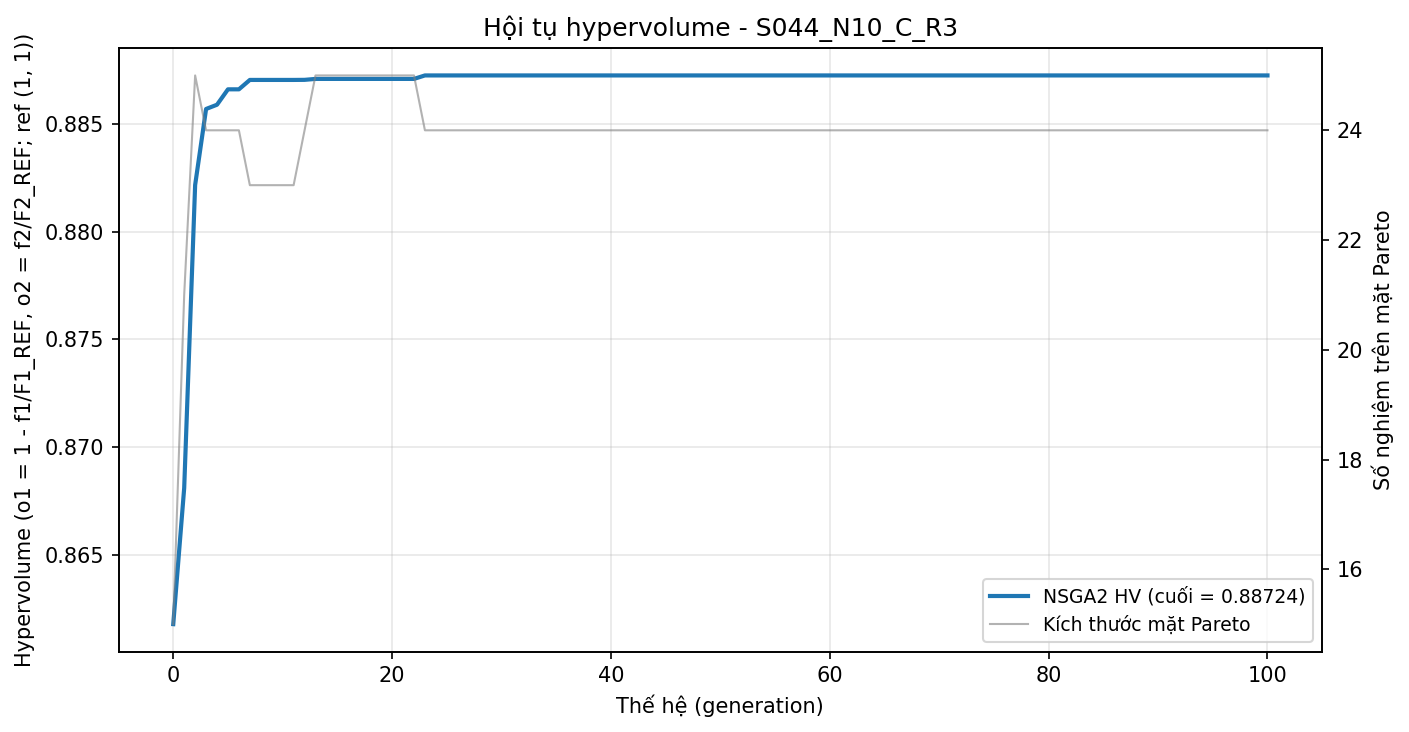 Hội tụ hypervolume - S044_N10_C_R3
Hypervolume (o1 = 1 - f1/F1_REF, o2 = f2/F2_REF; ref (1, 1))
0.885
0.880
0.875
0.870
0.865
24
22
20
18
16
Số nghiệm trên mặt Pareto
NSGA2 HV (cuối = 0.88724)
Kích thước mặt Pareto
0 20 40 60 80 100
Thế hệ (generation)